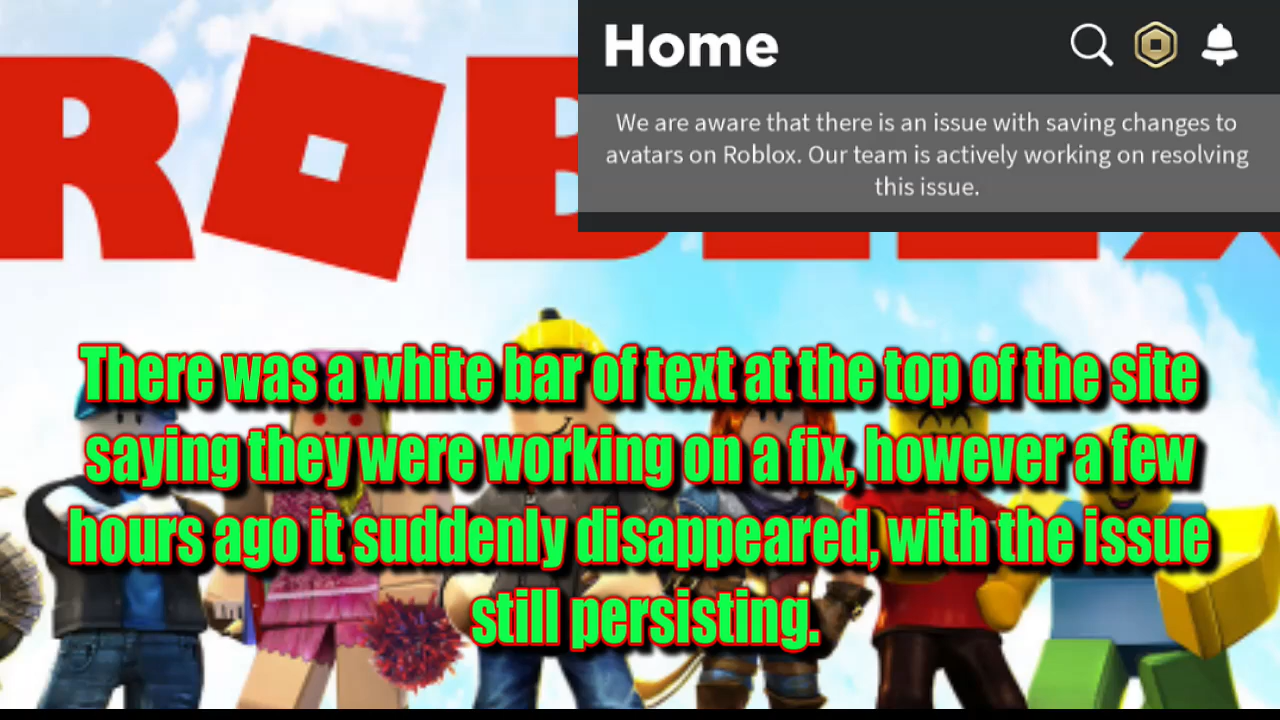 ROBLOX
Home
We are aware that there is an issue with saving changes to
avatars on Roblox. Our team is actively working on resolving
this issue.
There was a white bar of text at the top of the site
saying they were working on a fix, however a few
hours ago it suddenly disappeared, with the issue
still persisting.